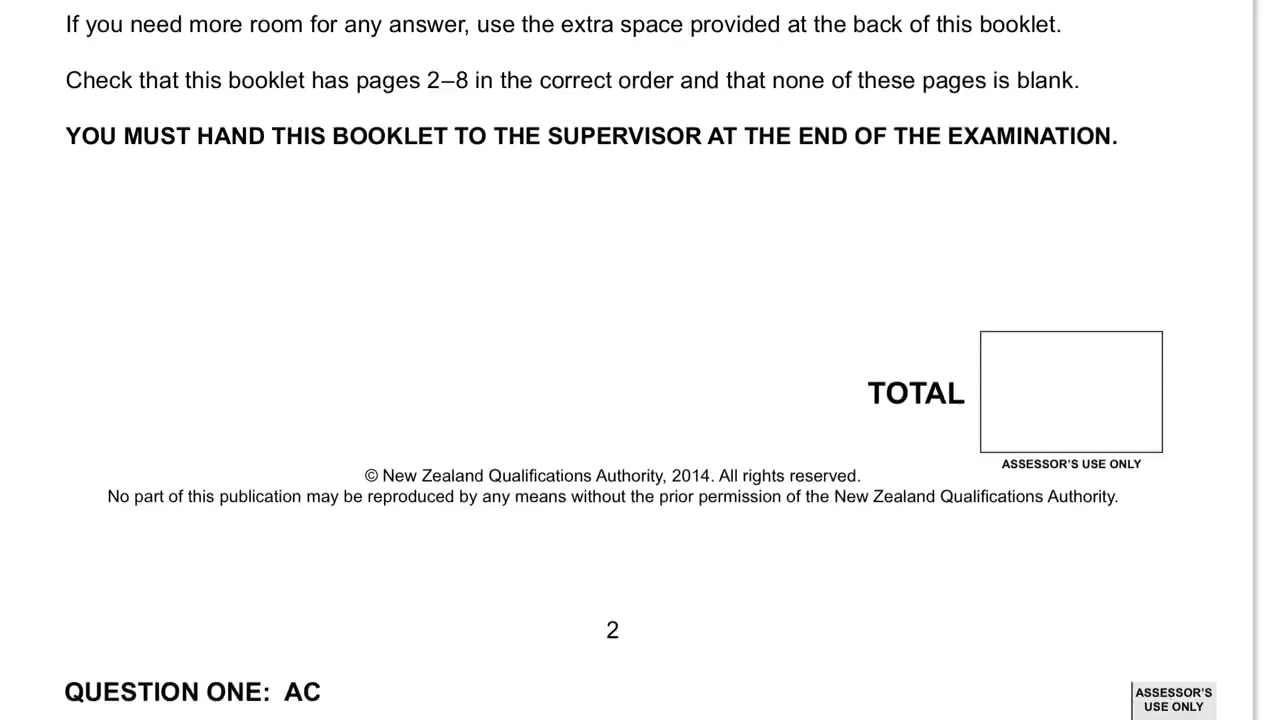 If you need more room for any answer, use the extra space provided at the back of this booklet.
Check that this booklet has pages 2–8 in the correct order and that none of these pages is blank.
YOU MUST HAND THIS BOOKLET TO THE SUPERVISOR AT THE END OF THE EXAMINATION.
TOTAL
ASSESSOR'S USE ONLY
© New Zealand Qualifications Authority, 2014. All rights reserved.
No part of this publication may be reproduced by any means without the prior permission of the New Zealand Qualifications Authority.
2
QUESTION ONE: AC
ASSESSOR'S
USE ONLY